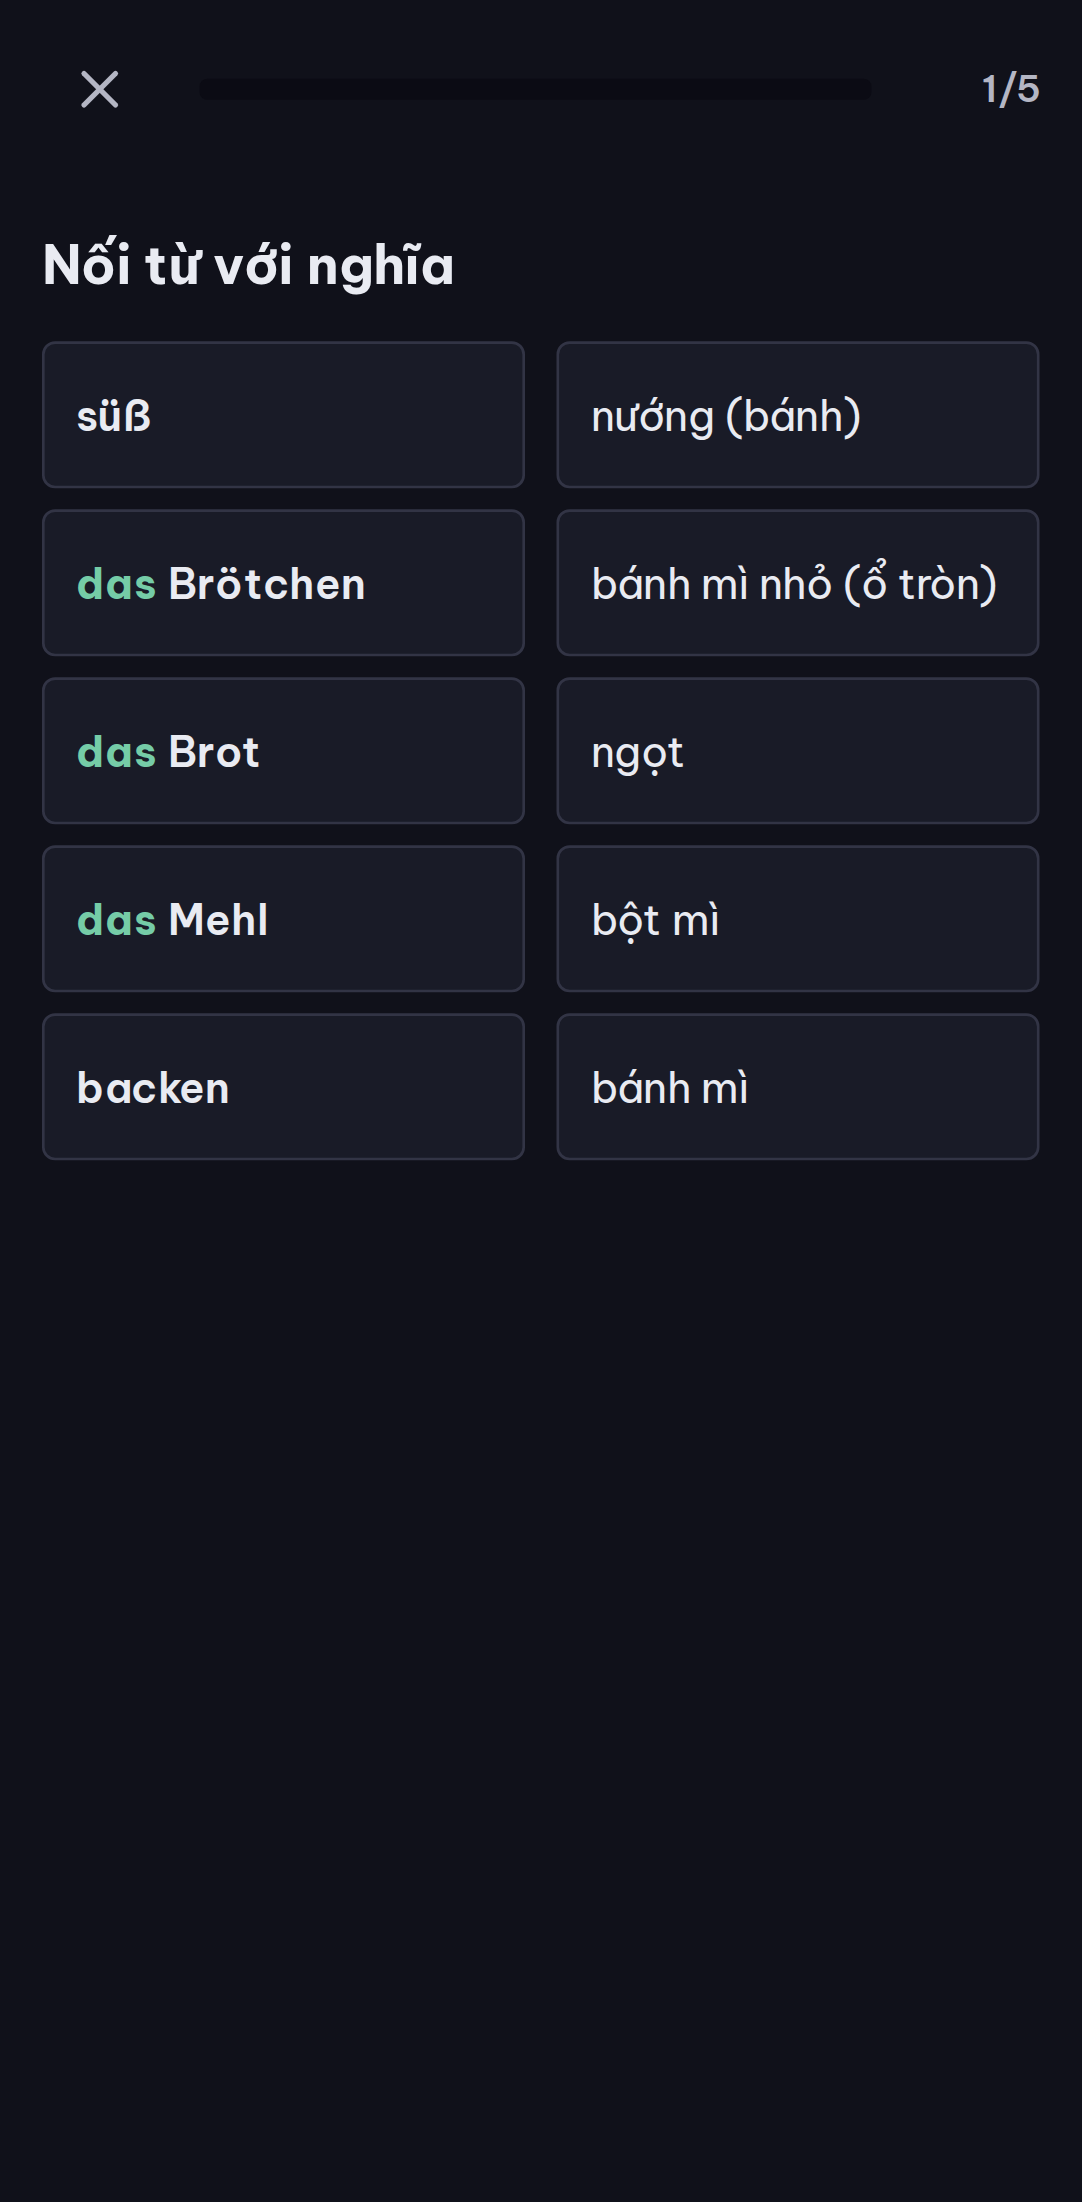 1/5
Nối từ với nghĩa
süß
nướng (bánh)
das Brötchen
bánh mì nhỏ (ổ tròn)
das Brot
ngọt
das Mehl
bột mì
backen
bánh mì